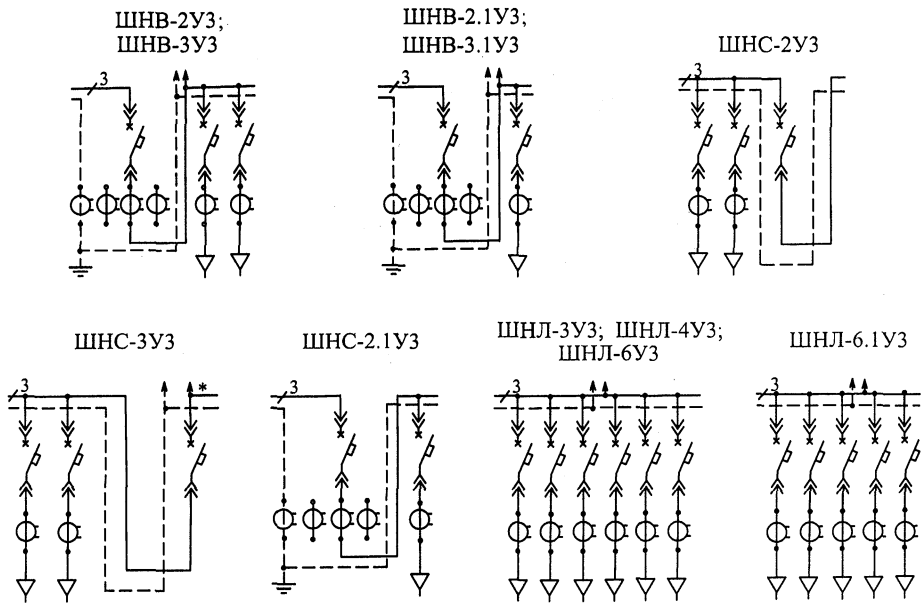 ШНВ-2У3;
ШНВ-3У3
ШНВ-2.1У3;
ШНВ-3.1У3
ШНС-2У3
3
3
3
ШНС-3У3
ШНС-2.1У3
ШНЛ-3У3; ШНЛ-4У3;
ШНЛ-6У3
ШНЛ-6.1У3
3
*
3
3
3